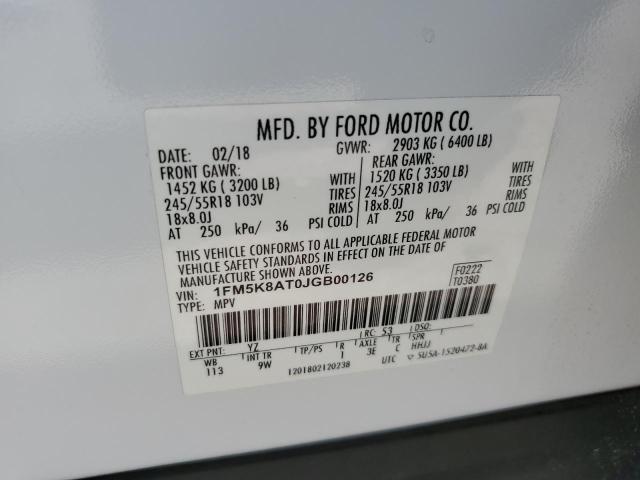 MFD. BY FORD MOTOR CO.
DATE: 02/18 GVWR: 2903 KG ( 6400 LB)
FRONT GAWR: REAR GAWR:
1452 KG ( 3200 LB) WITH 1520 KG ( 3350 LB) WITH
245/55R18 103V TIRES 245/55R18 103V TIRES
18x8.0J RIMS 18x8.0J RIMS
AT 250 kPa/ 36 PSI COLD AT 250 kPa/ 36 PSI COLD
THIS VEHICLE CONFORMS TO ALL APPLICABLE FEDERAL MOTOR
VEHICLE SAFETY STANDARDS IN EFFECT ON THE DATE OF
MANUFACTURE SHOWN ABOVE.
VIN: 1FM5K8AT0JGB00126 F0222
TYPE: MPV T0380
EXT PNT: YZ RC: 53 DSO:
WB INT TR TP/PS R AXLE TR SPR
113 9W 1 3E C HHJJ
1201802120238 UTC 5U5A-1520472-BA